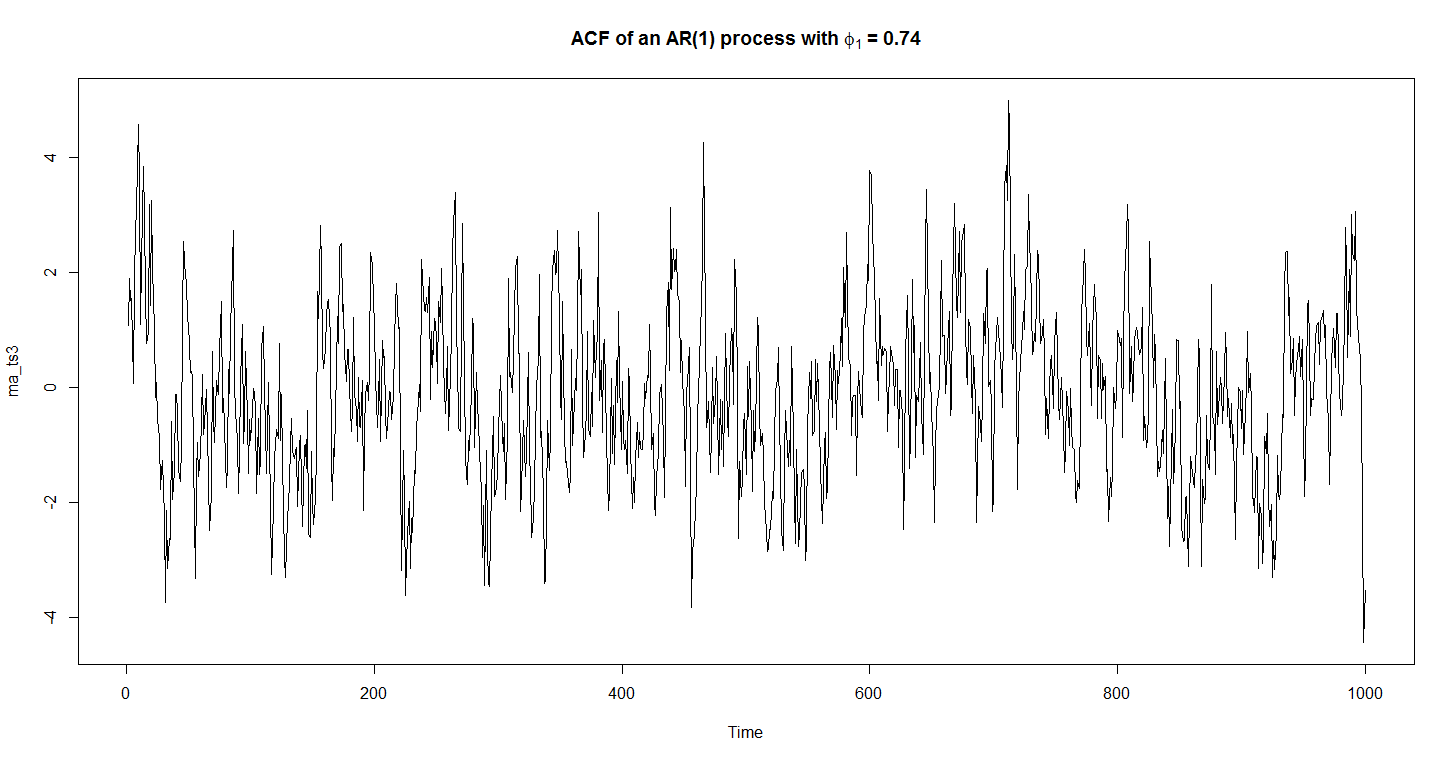 ACF of an AR(1) process with ϕ₁ = 0.74
ma_ts3
4
2
0
-2
-4
0 200 400 600 800 1000
Time